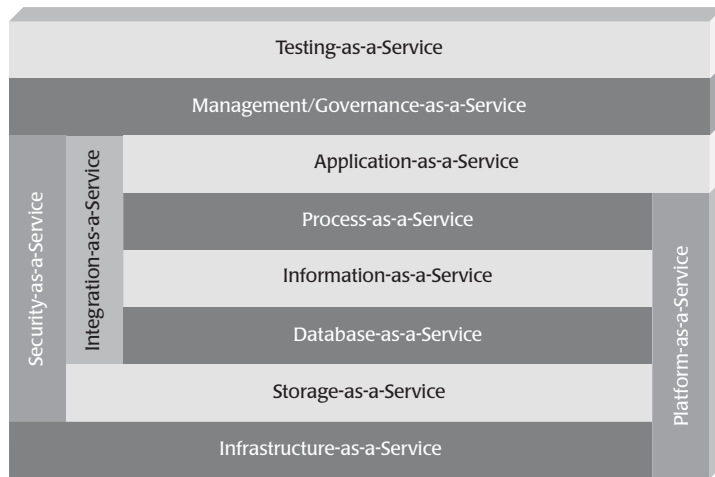 Testing-as-a-Service
Management/Governance-as-a-Service
Security-as-a-Service
Integration-as-a-Service
Application-as-a-Service
Process-as-a-Service
Information-as-a-Service
Database-as-a-Service
Storage-as-a-Service
Platform-as-a-Service
Infrastructure-as-a-Service